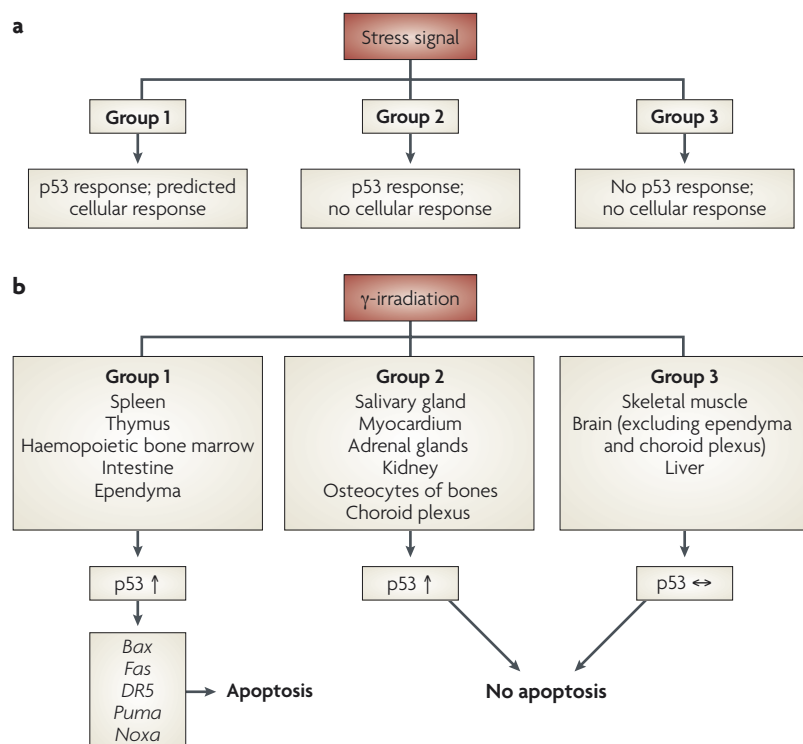 a
Stress signal
Group 1
Group 2
Group 3
p53 response; predicted
cellular response
p53 response;
no cellular response
No p53 response;
no cellular response
b
γ-irradiation
Group 1
Spleen
Thymus
Haemopoietic bone marrow
Intestine
Ependyma
Group 2
Salivary gland
Myocardium
Adrenal glands
Kidney
Osteocytes of bones
Choroid plexus
Group 3
Skeletal muscle
Brain (excluding ependyma
and choroid plexus)
Liver
p53 ↑
p53 ↑
p53 ↔
Bax
Fas
DR5
Puma
Noxa
Apoptosis
No apoptosis